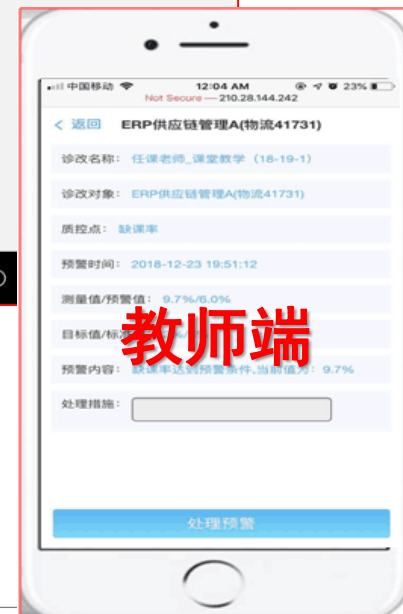 中国移动 12:04 AM 23%
Not Secure — 210.28.144.242
< 返回 ERP供应链管理A(物流41731)
诊改名称: 任课老师_课堂教学 (18-19-1)
诊改对象: ERP供应链管理A(物流41731)
质控点: 缺课率
预警时间: 2018-12-23 19:51:12
测量值/预警值: 9.7%/6.0%
目标值/标
教师端
预警内容: 缺课率达到预警条件,当前值为: 9.7%
处理措施:
处理预警